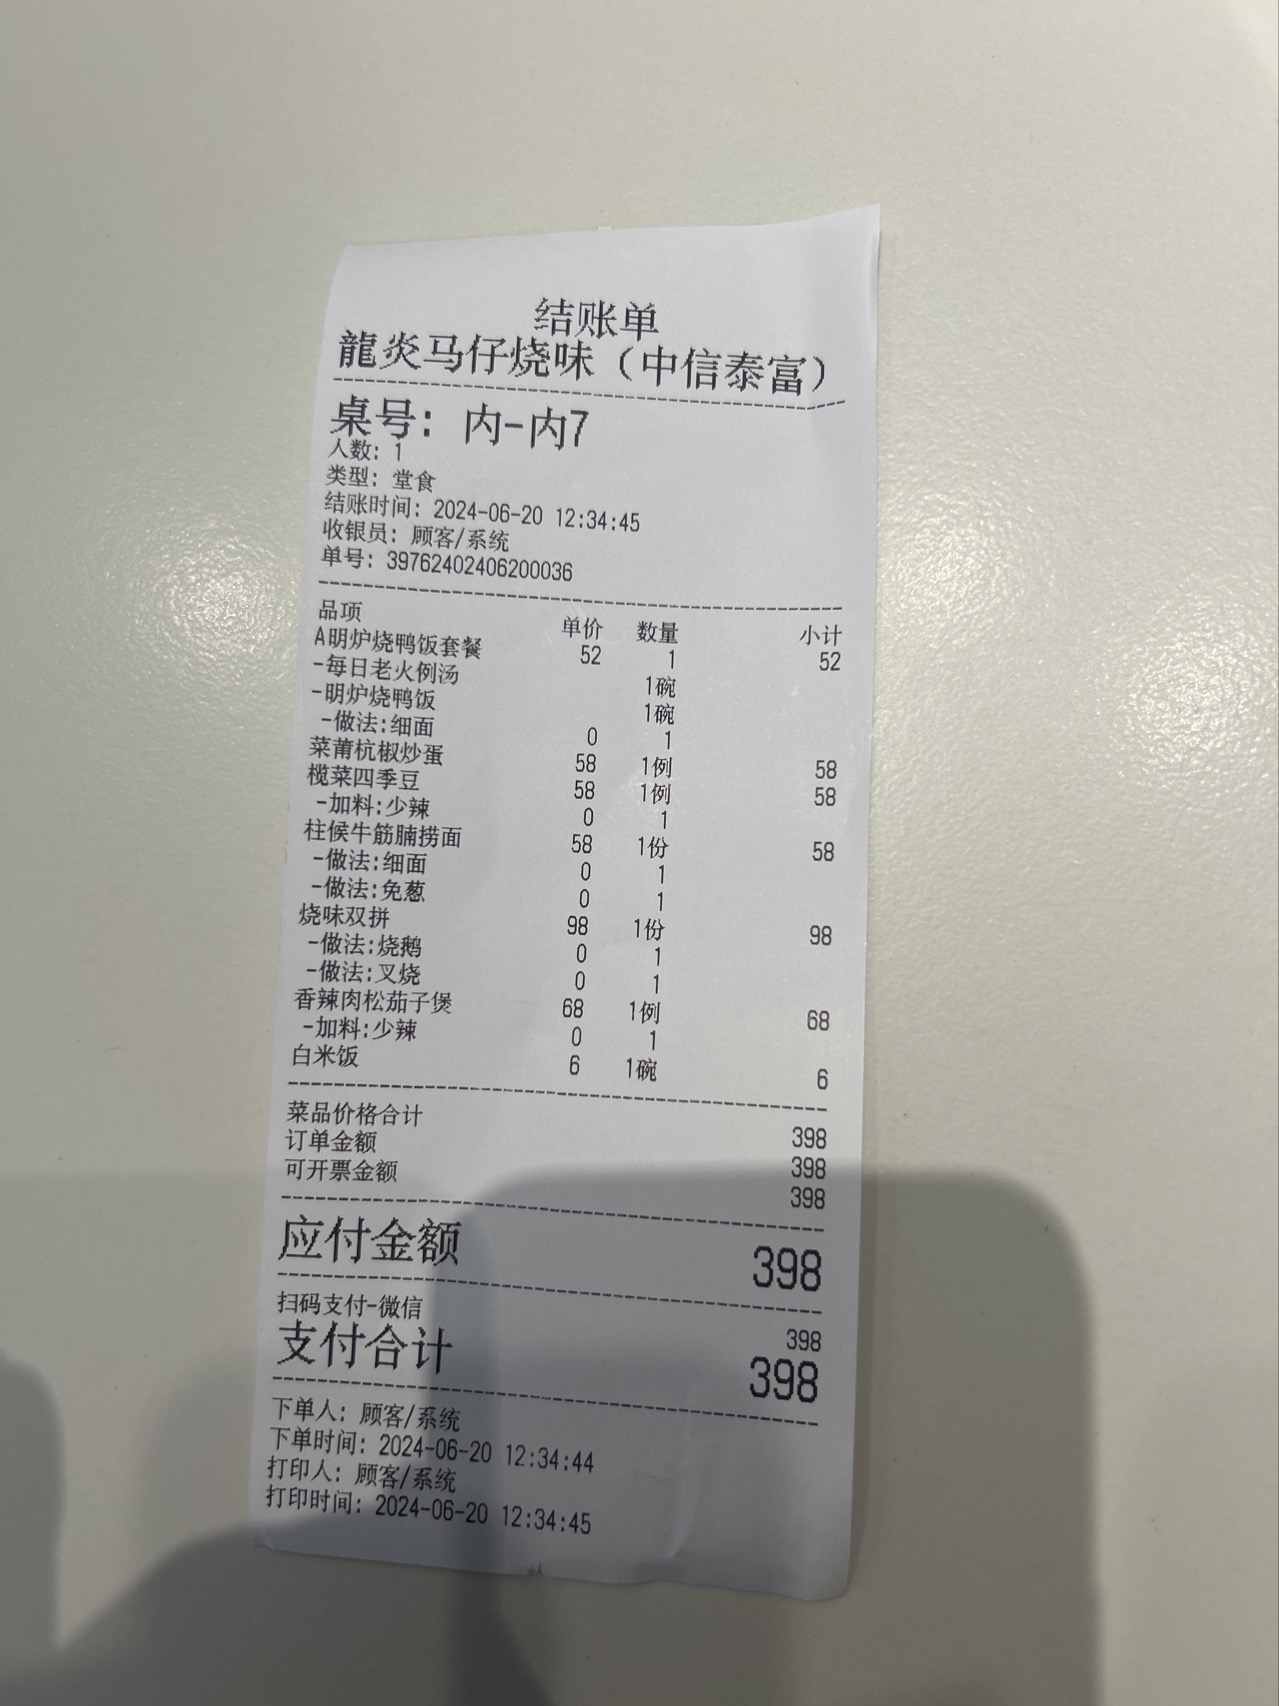 结账单
龍炎马仔烧味（中信泰富）
桌号: 内-内7
人数: 1
类型: 堂食
结账时间: 2024-06-20 12:34:45
收银员: 顾客/系统
单号: 39762402406200036
品项 单价 数量 小计
A明炉烧鸭饭套餐 52 1 52
-每日老火例汤 1碗
-明炉烧鸭饭 1碗
-做法:细面 0 1
菜莆杭椒炒蛋 58 1例 58
榄菜四季豆 58 1例 58
-加料:少辣 0 1
柱候牛筋腩捞面 58 1份 58
-做法:细面 0 1
-做法:免葱 0 1
烧味双拼 98 1份 98
-做法:烧鹅 0 1
-做法:叉烧 0 1
香辣肉松茄子煲 68 1例 68
-加料:少辣 0 1
白米饭 6 1碗 6
菜品价格合计 398
订单金额 398
可开票金额 398
应付金额 398
扫码支付-微信 398
支付合计 398
下单人: 顾客/系统
下单时间: 2024-06-20 12:34:44
打印人: 顾客/系统
打印时间: 2024-06-20 12:34:45